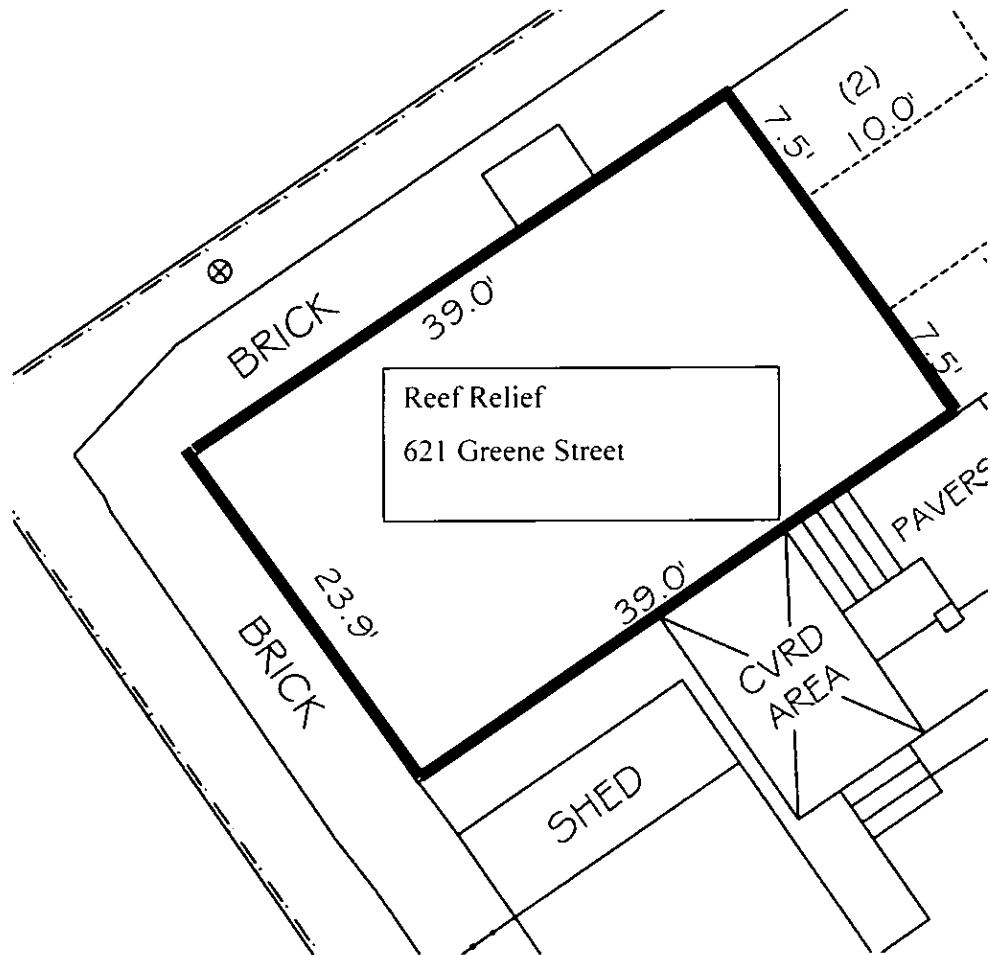 (2)
7.5'
10.0'
BRICK
39.0'
7.5'
Reef Relief
621 Greene Street
PAVERS
23.9'
39.0'
BRICK
CVRD
AREA
SHED